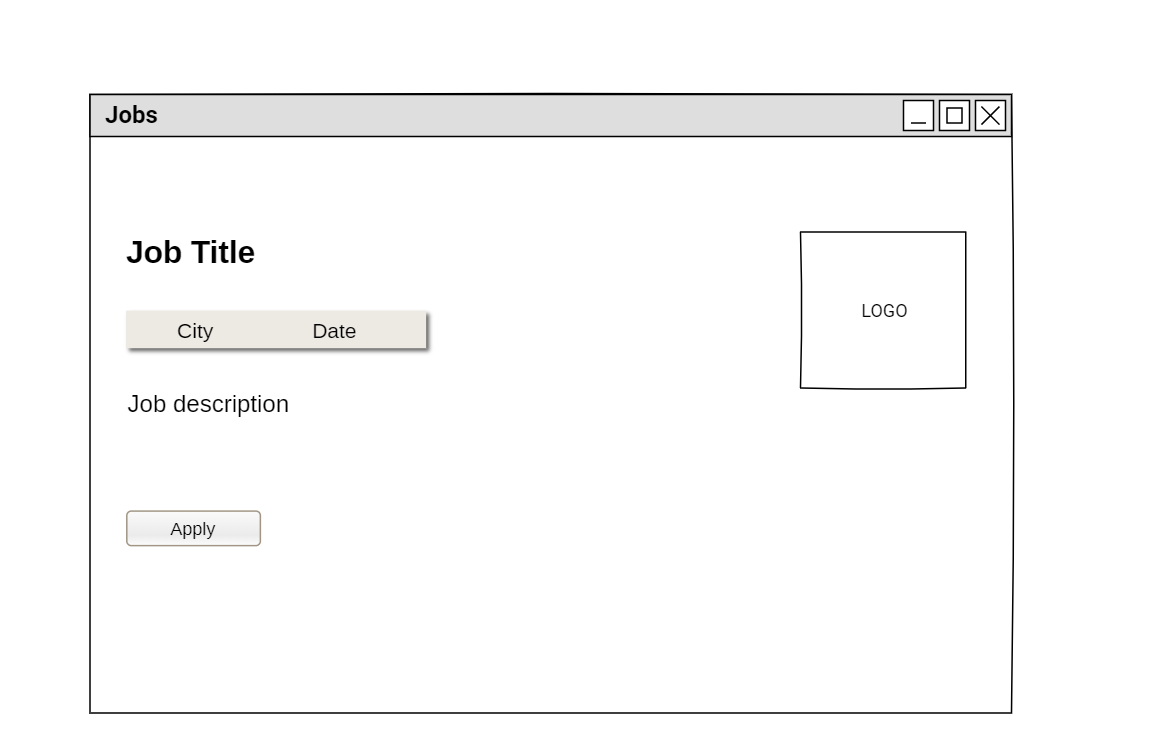 Jobs
Job Title
LOGO
City Date
Job description
Apply